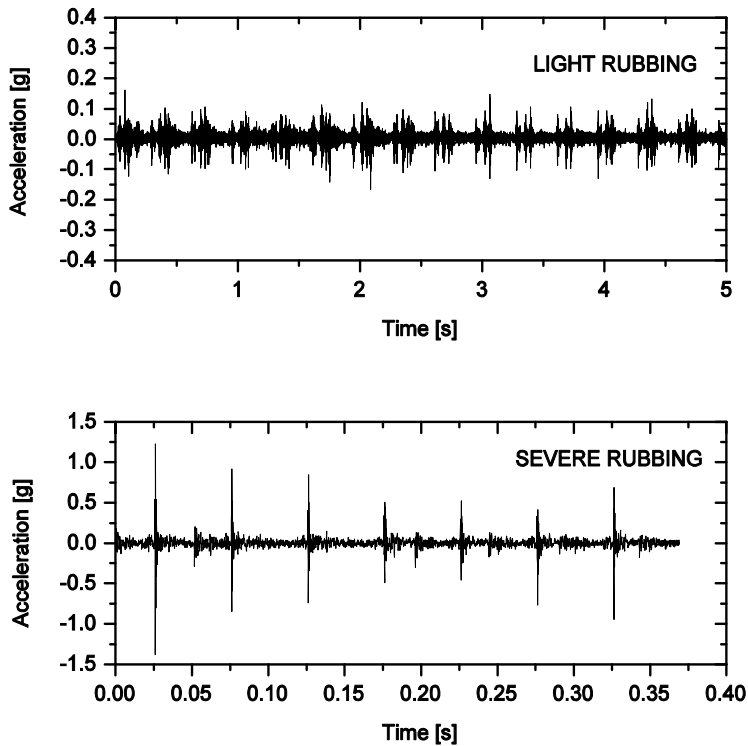 0.4
0.3
0.2
0.1
0.0
-0.1
-0.2
-0.3
-0.4
Acceleration [g]
LIGHT RUBBING
0 1 2 3 4 5
Time [s]
1.5
1.0
0.5
0.0
-0.5
-1.0
-1.5
Acceleration [g]
SEVERE RUBBING
0.00 0.05 0.10 0.15 0.20 0.25 0.30 0.35 0.40
Time [s]